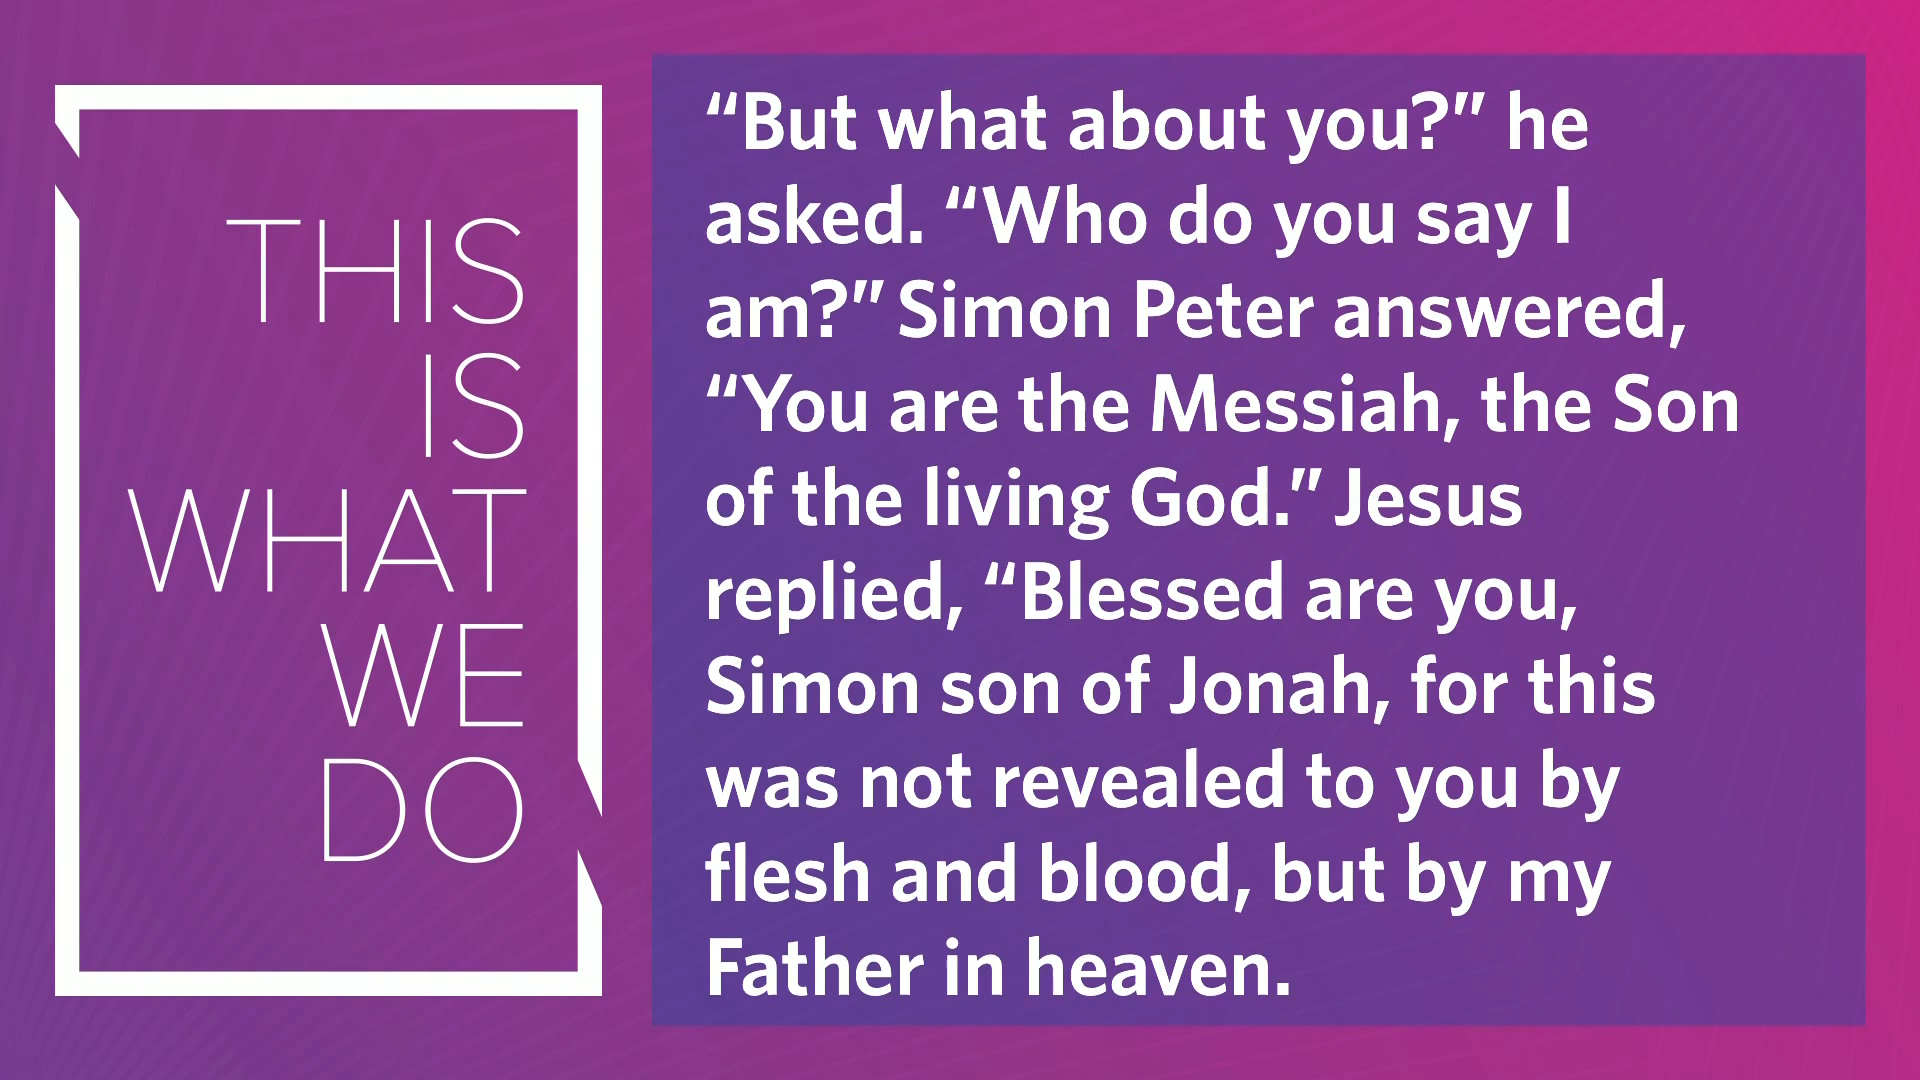 THIS
IS
WHAT
WE
DO
“But what about you?” he
asked. “Who do you say I
am?” Simon Peter answered,
“You are the Messiah, the Son
of the living God.” Jesus
replied, “Blessed are you,
Simon son of Jonah, for this
was not revealed to you by
flesh and blood, but by my
Father in heaven.